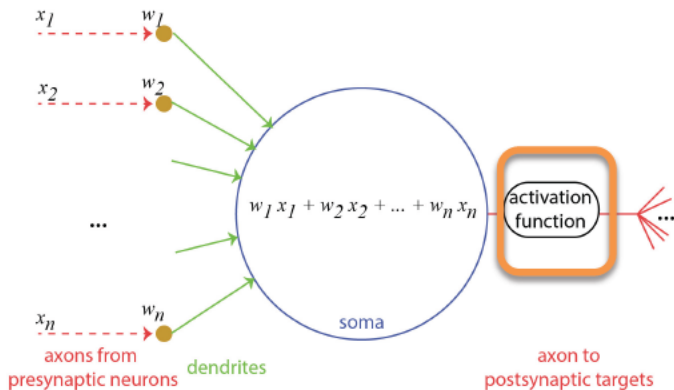 x1 w1
x2 w2
...
w1 x1 + w2 x2 + ... + wn xn
activation
function
...
xn wn
soma
axons from
presynaptic neurons
dendrites
axon to
postsynaptic targets